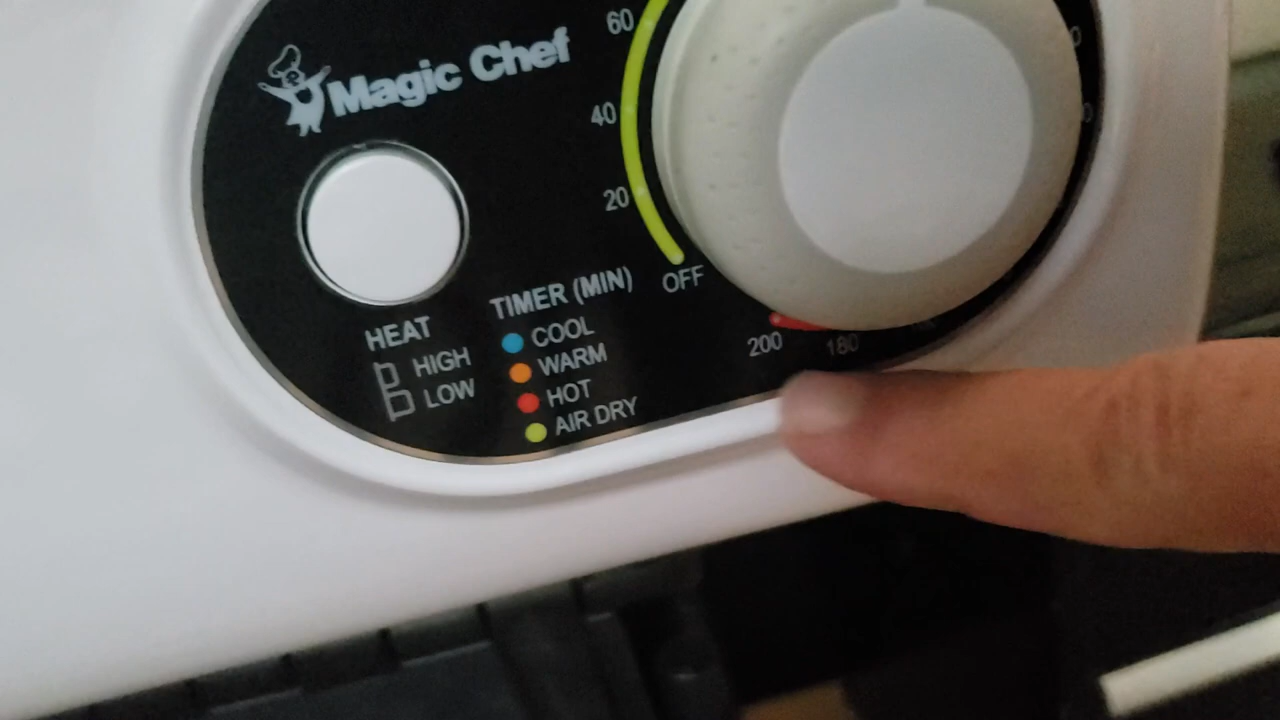 Magic Chef
60
40
20
OFF
200
180
HEAT
HIGH
LOW
TIMER (MIN)
COOL
WARM
HOT
AIR DRY